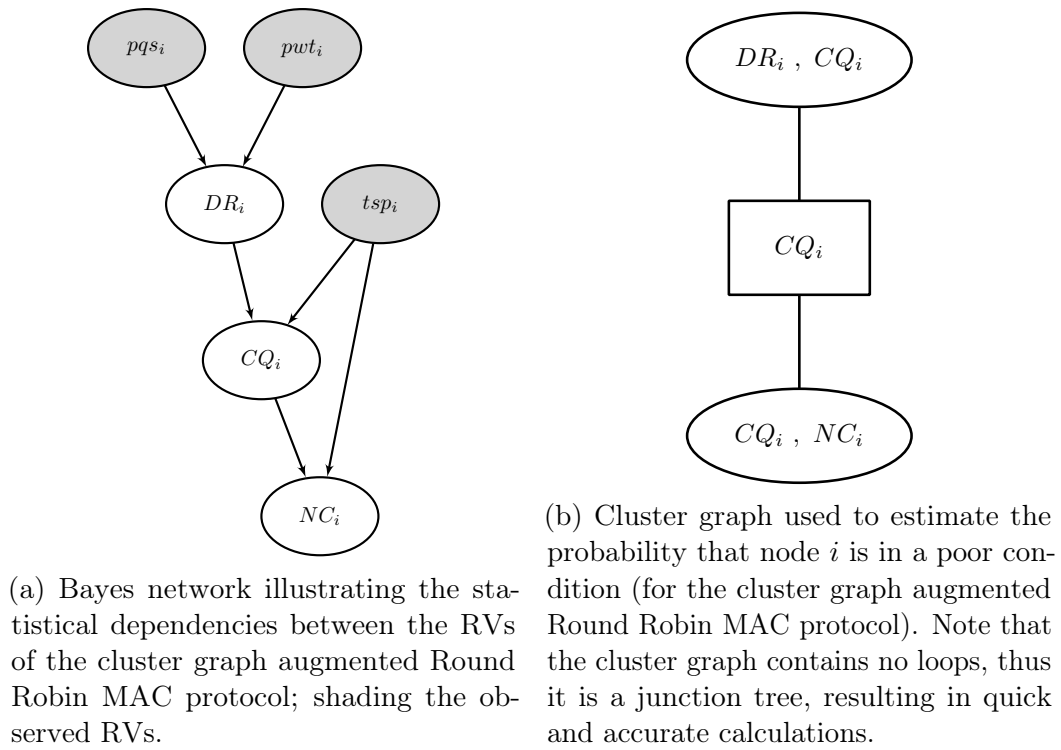 pqs_i
pwt_i
DR_i
tsp_i
CQ_i
NC_i
(a) Bayes network illustrating the sta-
tistical dependencies between the RVs
of the cluster graph augmented Round
Robin MAC protocol; shading the ob-
served RVs.
DR_i , CQ_i
CQ_i
CQ_i , NC_i
(b) Cluster graph used to estimate the
probability that node i is in a poor con-
dition (for the cluster graph augmented
Round Robin MAC protocol). Note that
the cluster graph contains no loops, thus
it is a junction tree, resulting in quick
and accurate calculations.